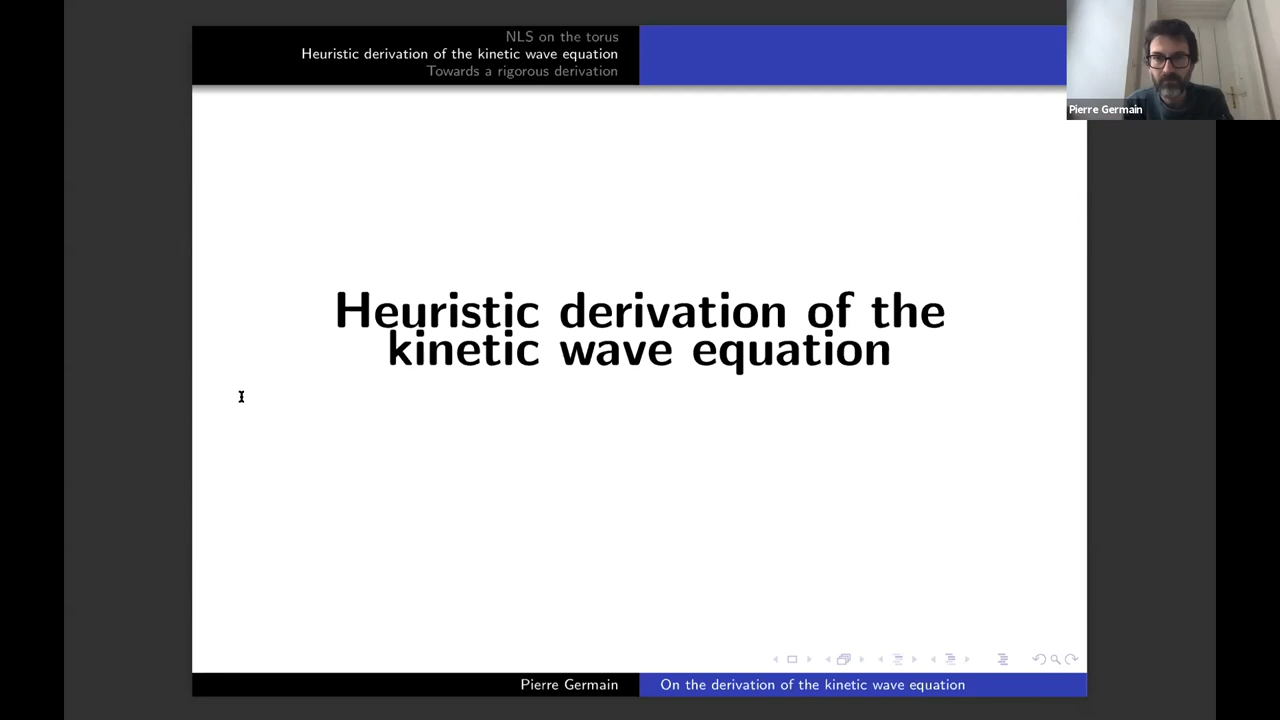 NLS on the torus
Heuristic derivation of the kinetic wave equation
Towards a rigorous derivation
Pierre Germain
Heuristic derivation of the
kinetic wave equation
Pierre Germain
On the derivation of the kinetic wave equation